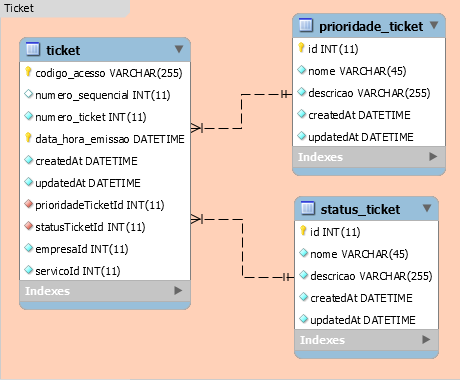 Ticket
ticket
codigo_acesso VARCHAR(255)
numero_sequencial INT(11)
numero_ticket INT(11)
data_hora_emissao DATETIME
createdAt DATETIME
updatedAt DATETIME
prioridadeTicketId INT(11)
statusTicketId INT(11)
empresaId INT(11)
servicoId INT(11)
Indexes
prioridade_ticket
id INT(11)
nome VARCHAR(45)
descricao VARCHAR(255)
createdAt DATETIME
updatedAt DATETIME
Indexes
status_ticket
id INT(11)
nome VARCHAR(45)
descricao VARCHAR(255)
createdAt DATETIME
updatedAt DATETIME
Indexes